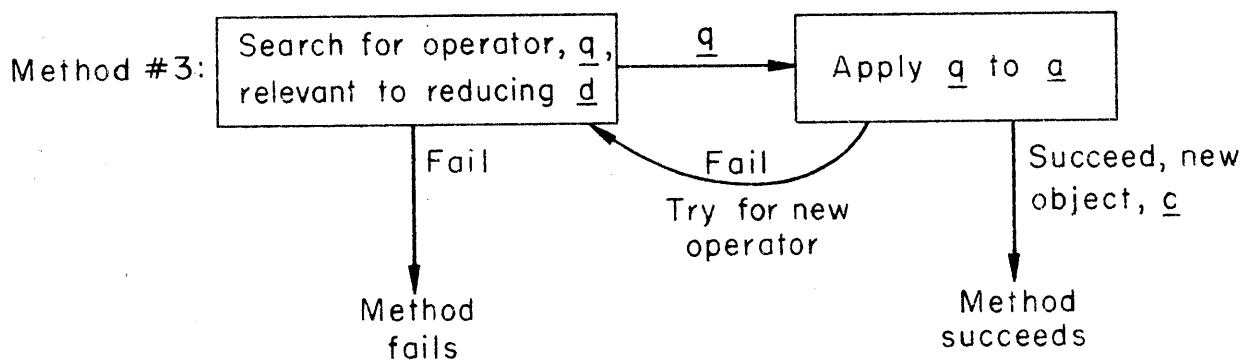 Method #3:
Search for operator, q,
relevant to reducing d
q
Apply q to a
Fail
Fail
Try for new
operator
Succeed, new
object, c
Method
fails
Method
succeeds